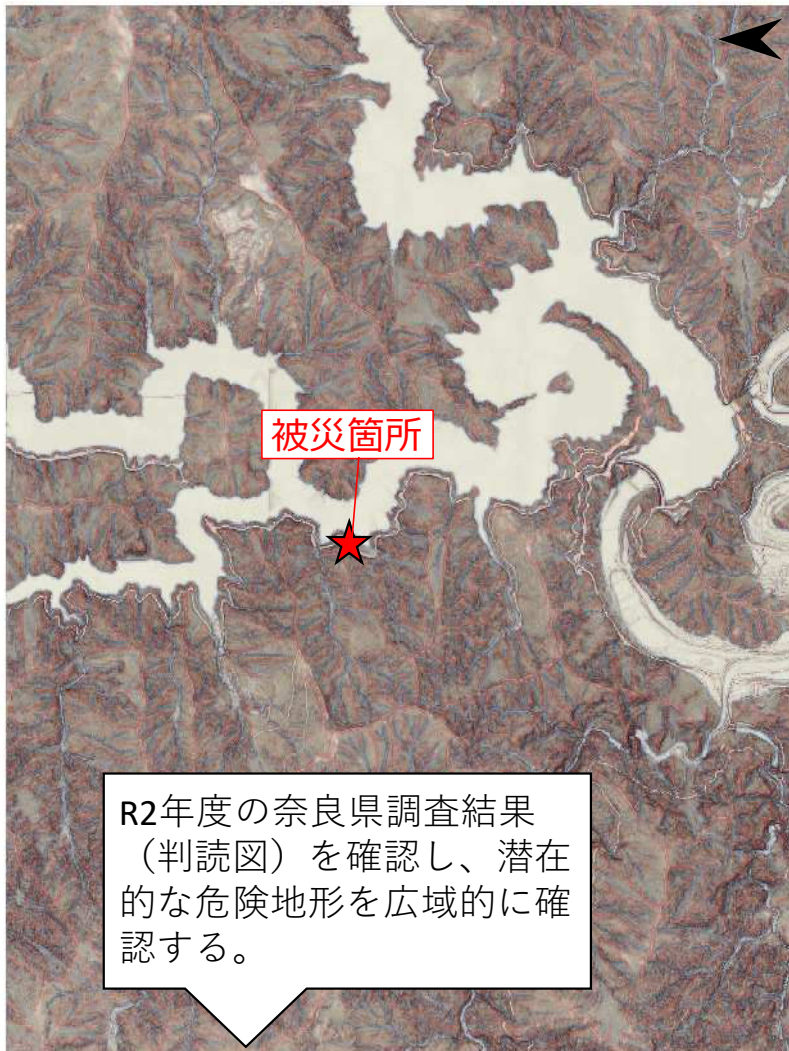 被災箇所
R2年度の奈良県調査結果
（判読図）を確認し、潜在
的な危険地形を広域的に確
認する。